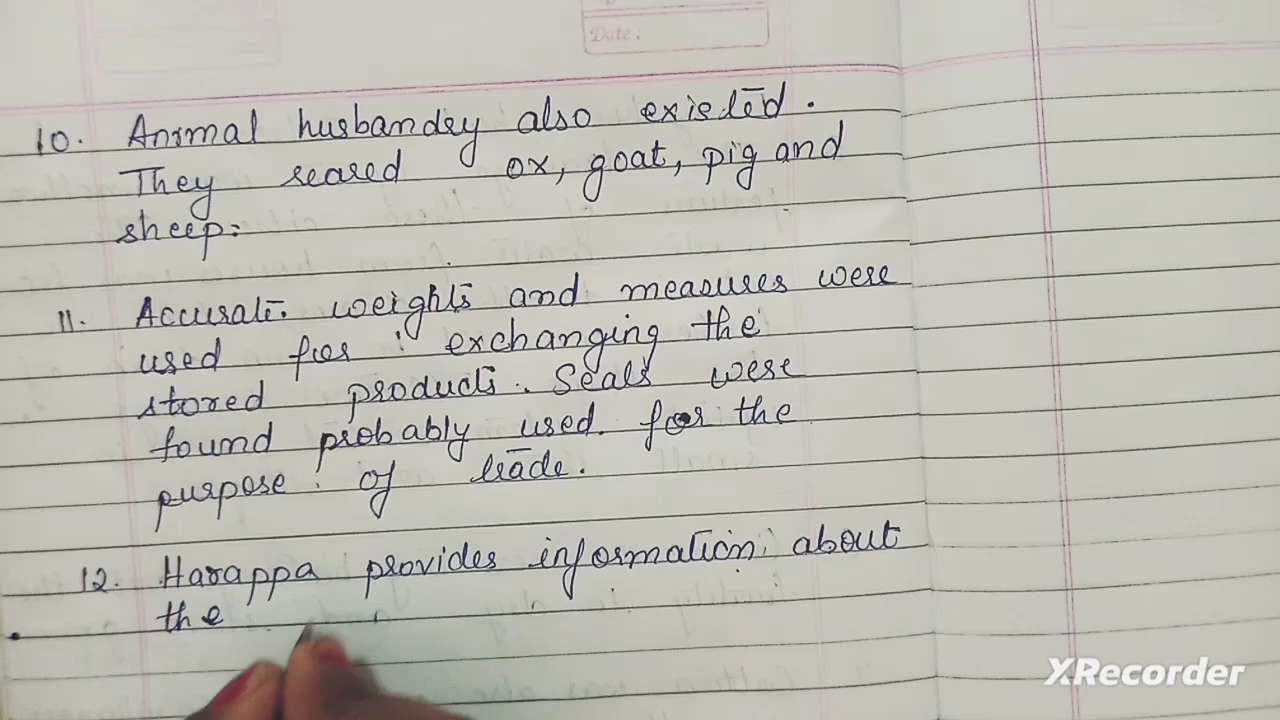 Date:
10. Animal husbandry also existed.
They reared ox, goat, pig and
sheep.
11. Accurate weights and measures were
used for exchanging the
stored products. Seals were
found probably used for the
purpose of trade.
12. Harappa provides information about
the
XRecorder